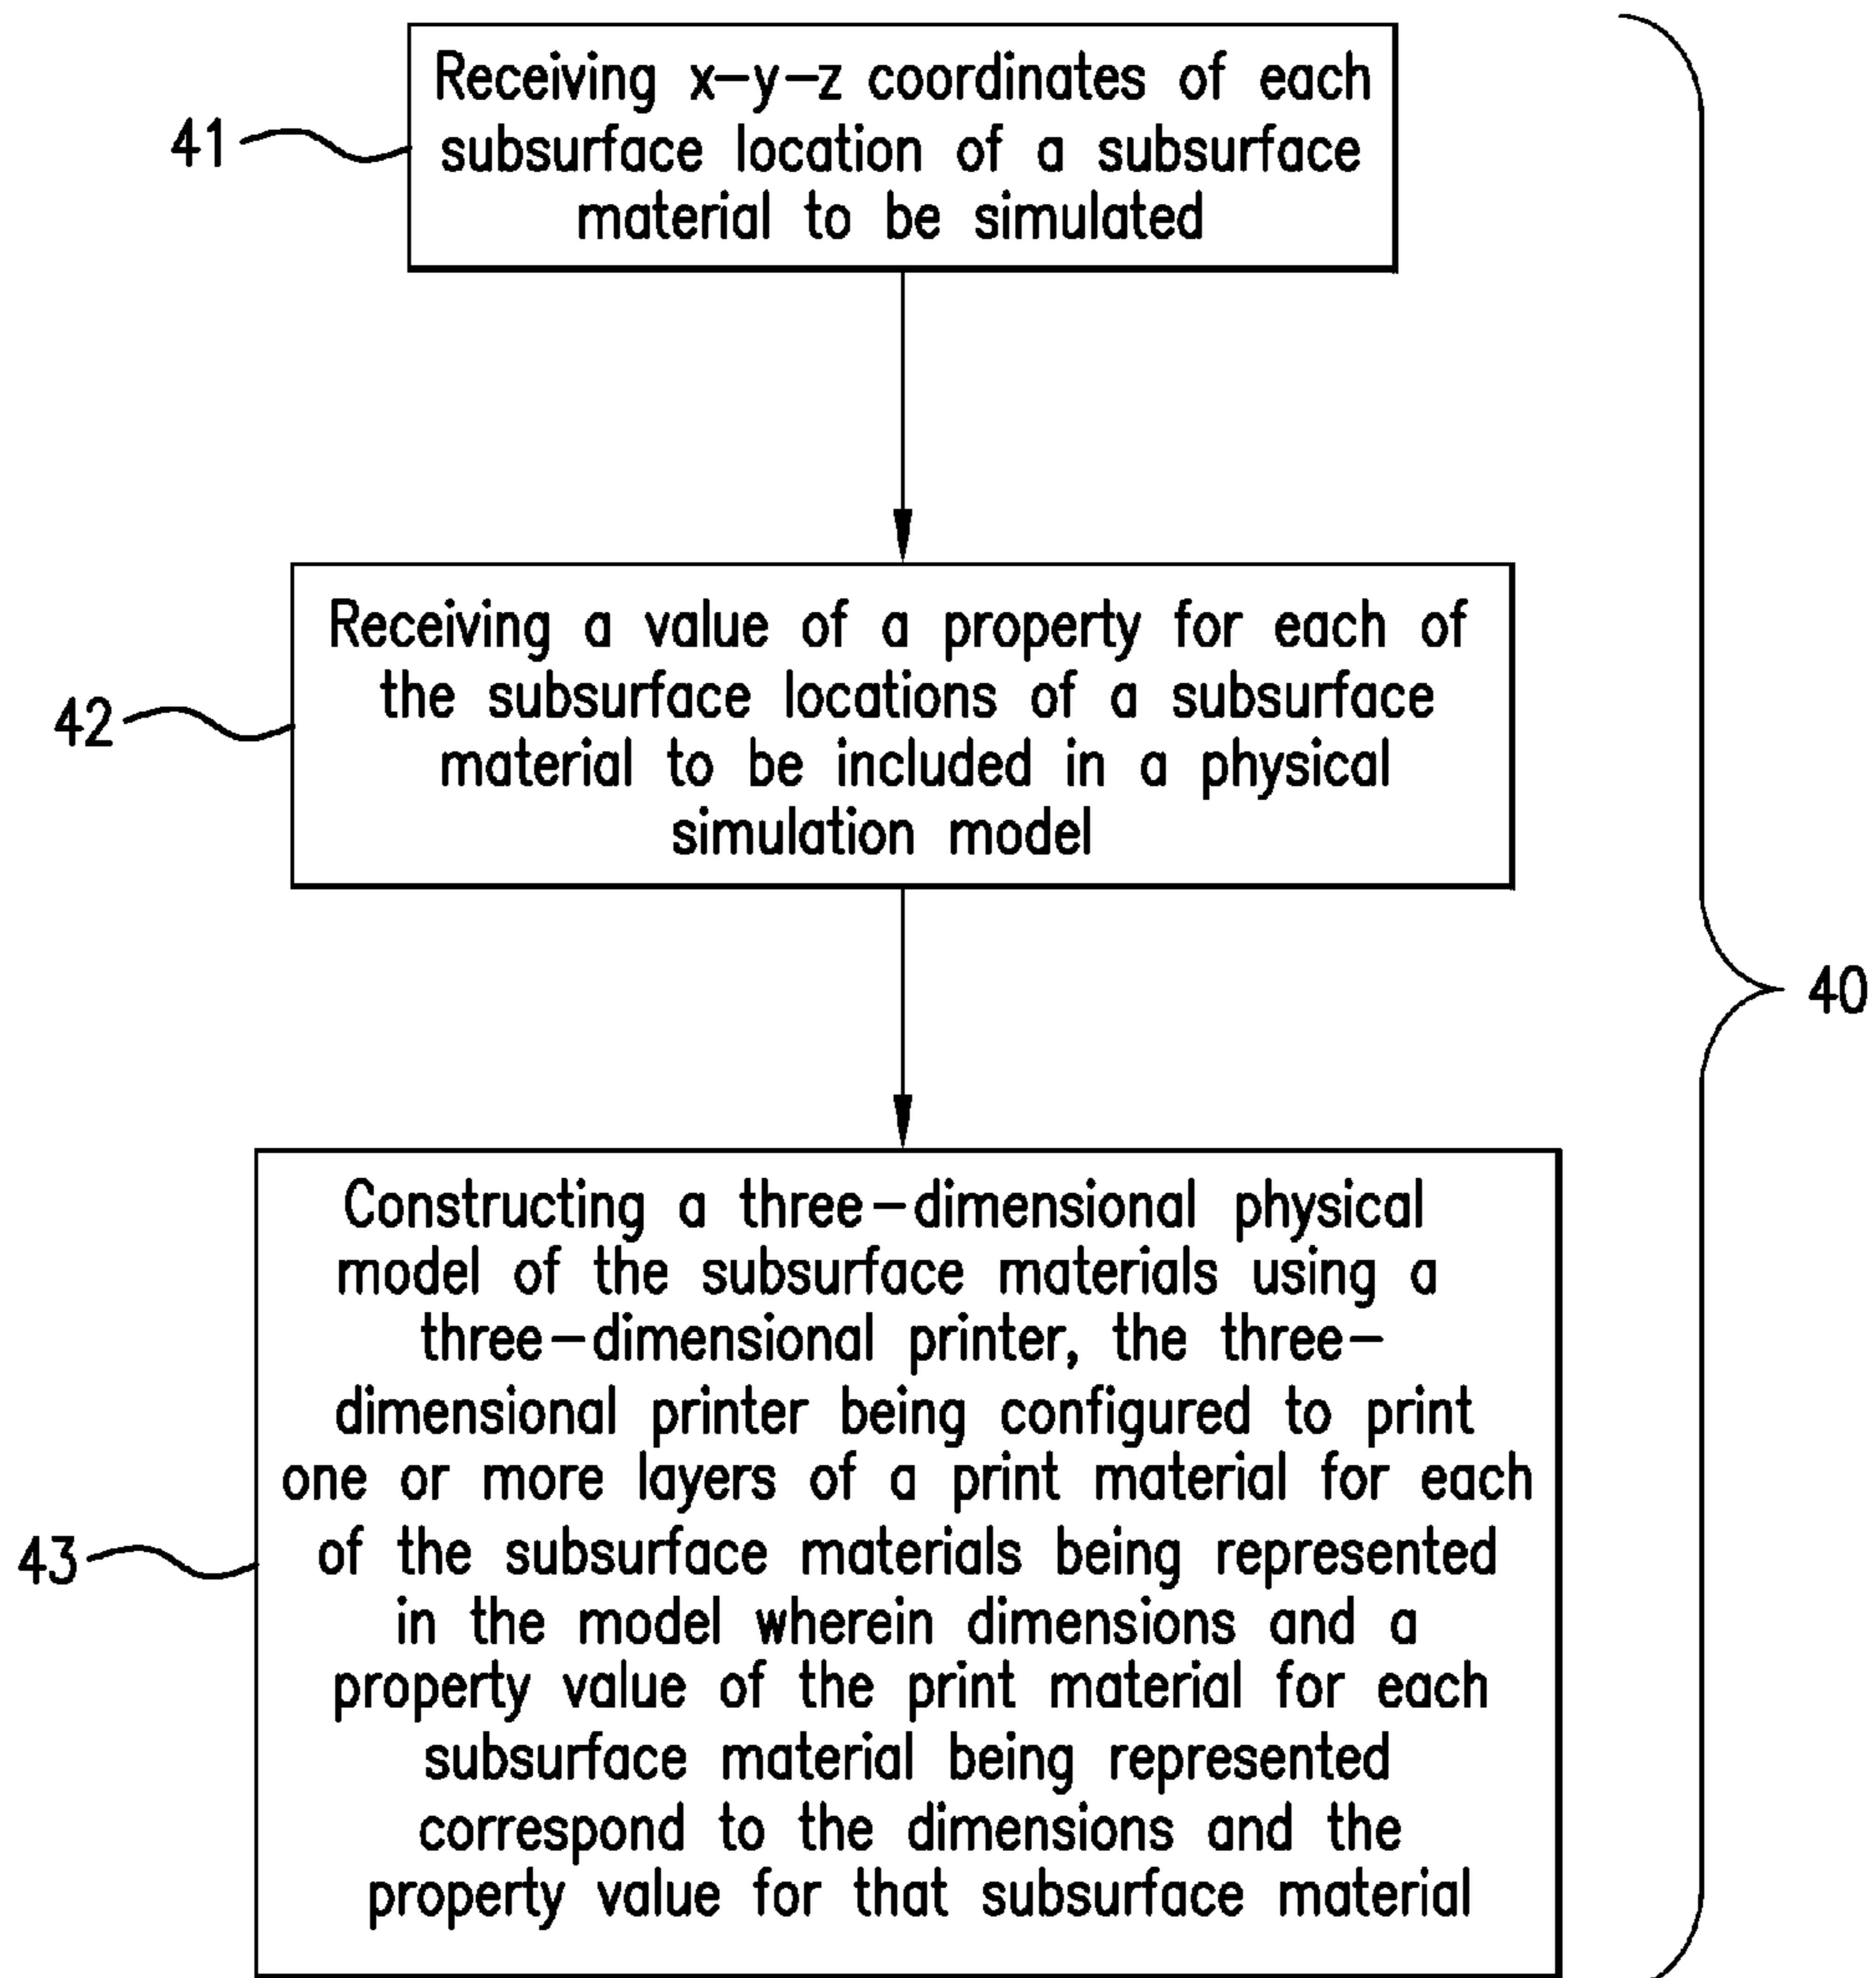 Receiving x-y-z coordinates of each
subsurface location of a subsurface
material to be simulated
41
Receiving a value of a property for each of
the subsurface locations of a subsurface
material to be included in a physical
simulation model
42
40
Constructing a three-dimensional physical
model of the subsurface materials using a
three-dimensional printer, the three-
dimensional printer being configured to print
one or more layers of a print material for each
of the subsurface materials being represented
in the model wherein dimensions and a
property value of the print material for each
subsurface material being represented
correspond to the dimensions and the
property value for that subsurface material
43